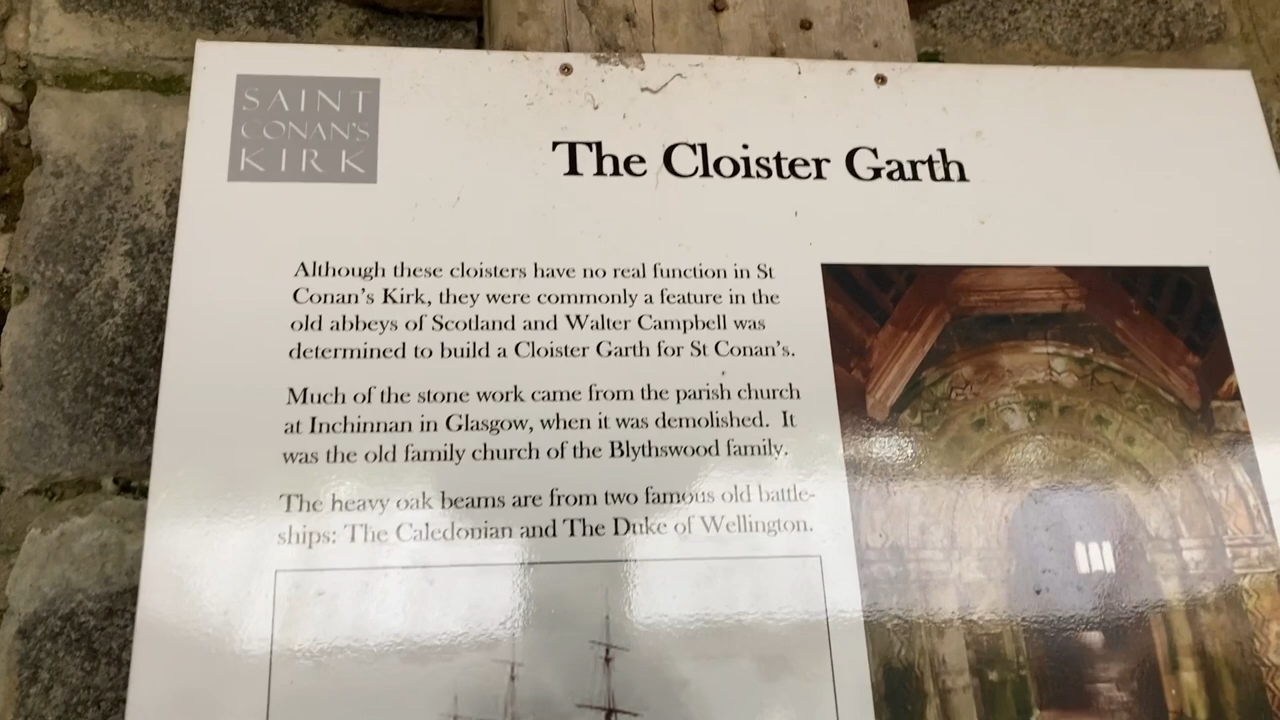 SAINT
CONAN'S
KIRK
The Cloister Garth
Although these cloisters have no real function in St
Conan's Kirk, they were commonly a feature in the
old abbeys of Scotland and Walter Campbell was
determined to build a Cloister Garth for St Conan's.
Much of the stone work came from the parish church
at Inchinnan in Glasgow, when it was demolished. It
was the old family church of the Blythswood family.
The heavy oak beams are from two famous old battle-
ships: The Caledonian and The Duke of Wellington.